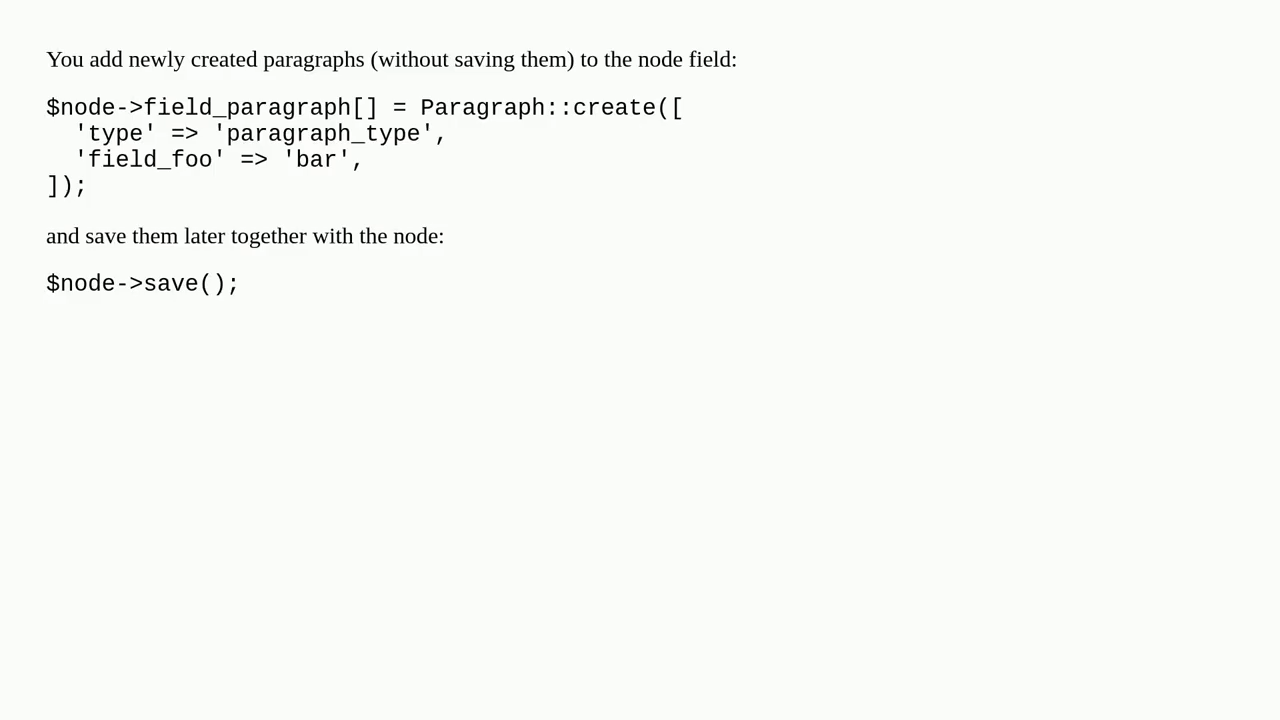 You add newly created paragraphs (without saving them) to the node field:
$node->field_paragraph[] = Paragraph::create([
  'type' => 'paragraph_type',
  'field_foo' => 'bar',
]);
and save them later together with the node:
$node->save();